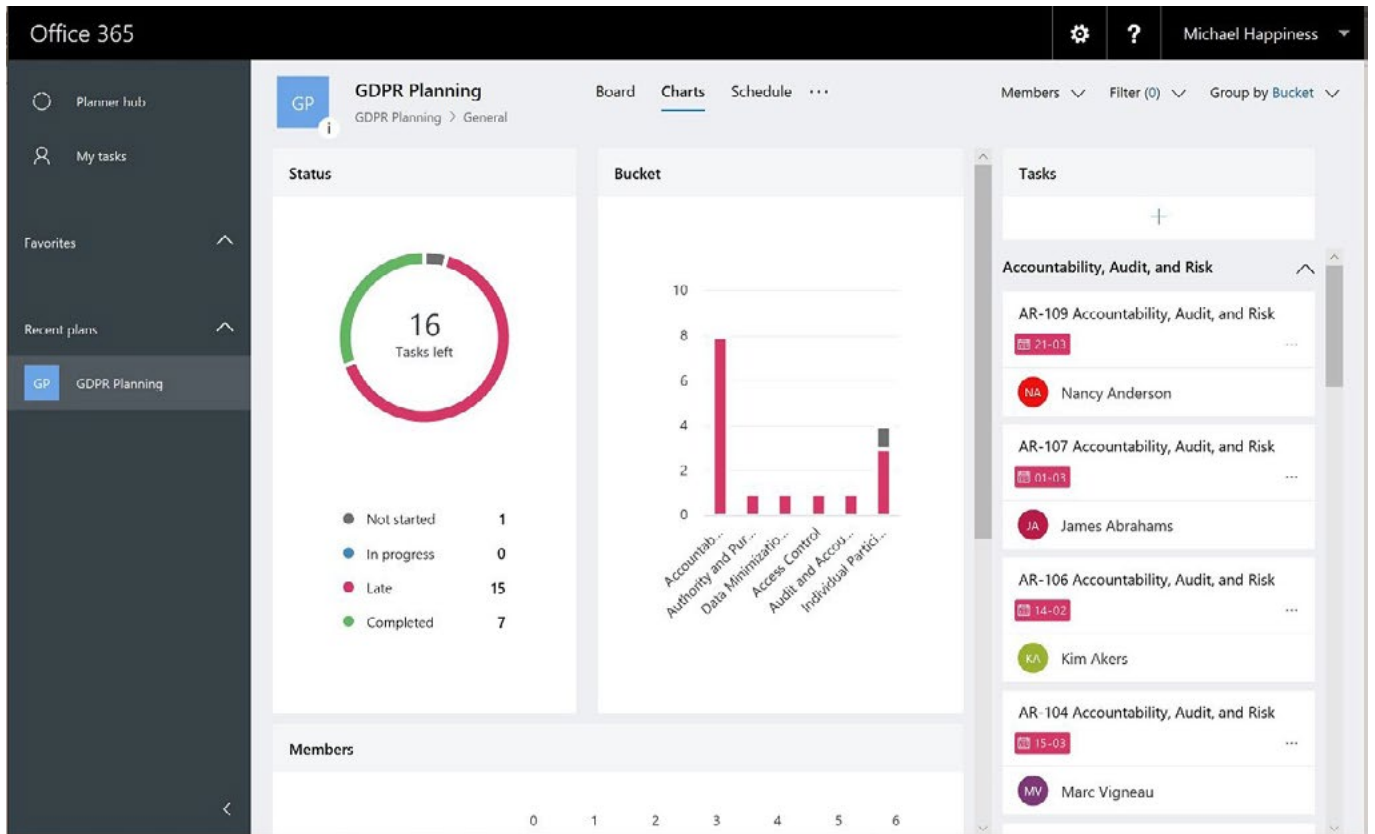 Office 365
? Michael Happiness
Planner hub
My tasks
Favorites
Recent plans
GP GDPR Planning
GP
i
GDPR Planning
GDPR Planning > General
Board Charts Schedule ...
Members Filter (0) Group by Bucket
Status
16
Tasks left
Not started 1
In progress 0
Late 15
Completed 7
Bucket
10
8
6
4
2
0
Accountab...
Authority and Pur...
Data Minimizatio...
Access Control
Audit and Accou...
Individual Partici...
Members
0 1 2 3 4 5 6
Tasks
+
Accountability, Audit, and Risk
AR-109 Accountability, Audit, and Risk
21-03 ...
NA Nancy Anderson
AR-107 Accountability, Audit, and Risk
01-03 ...
JA James Abrahams
AR-106 Accountability, Audit, and Risk
14-02 ...
KA Kim Akers
AR-104 Accountability, Audit, and Risk
15-03 ...
MV Marc Vigneau